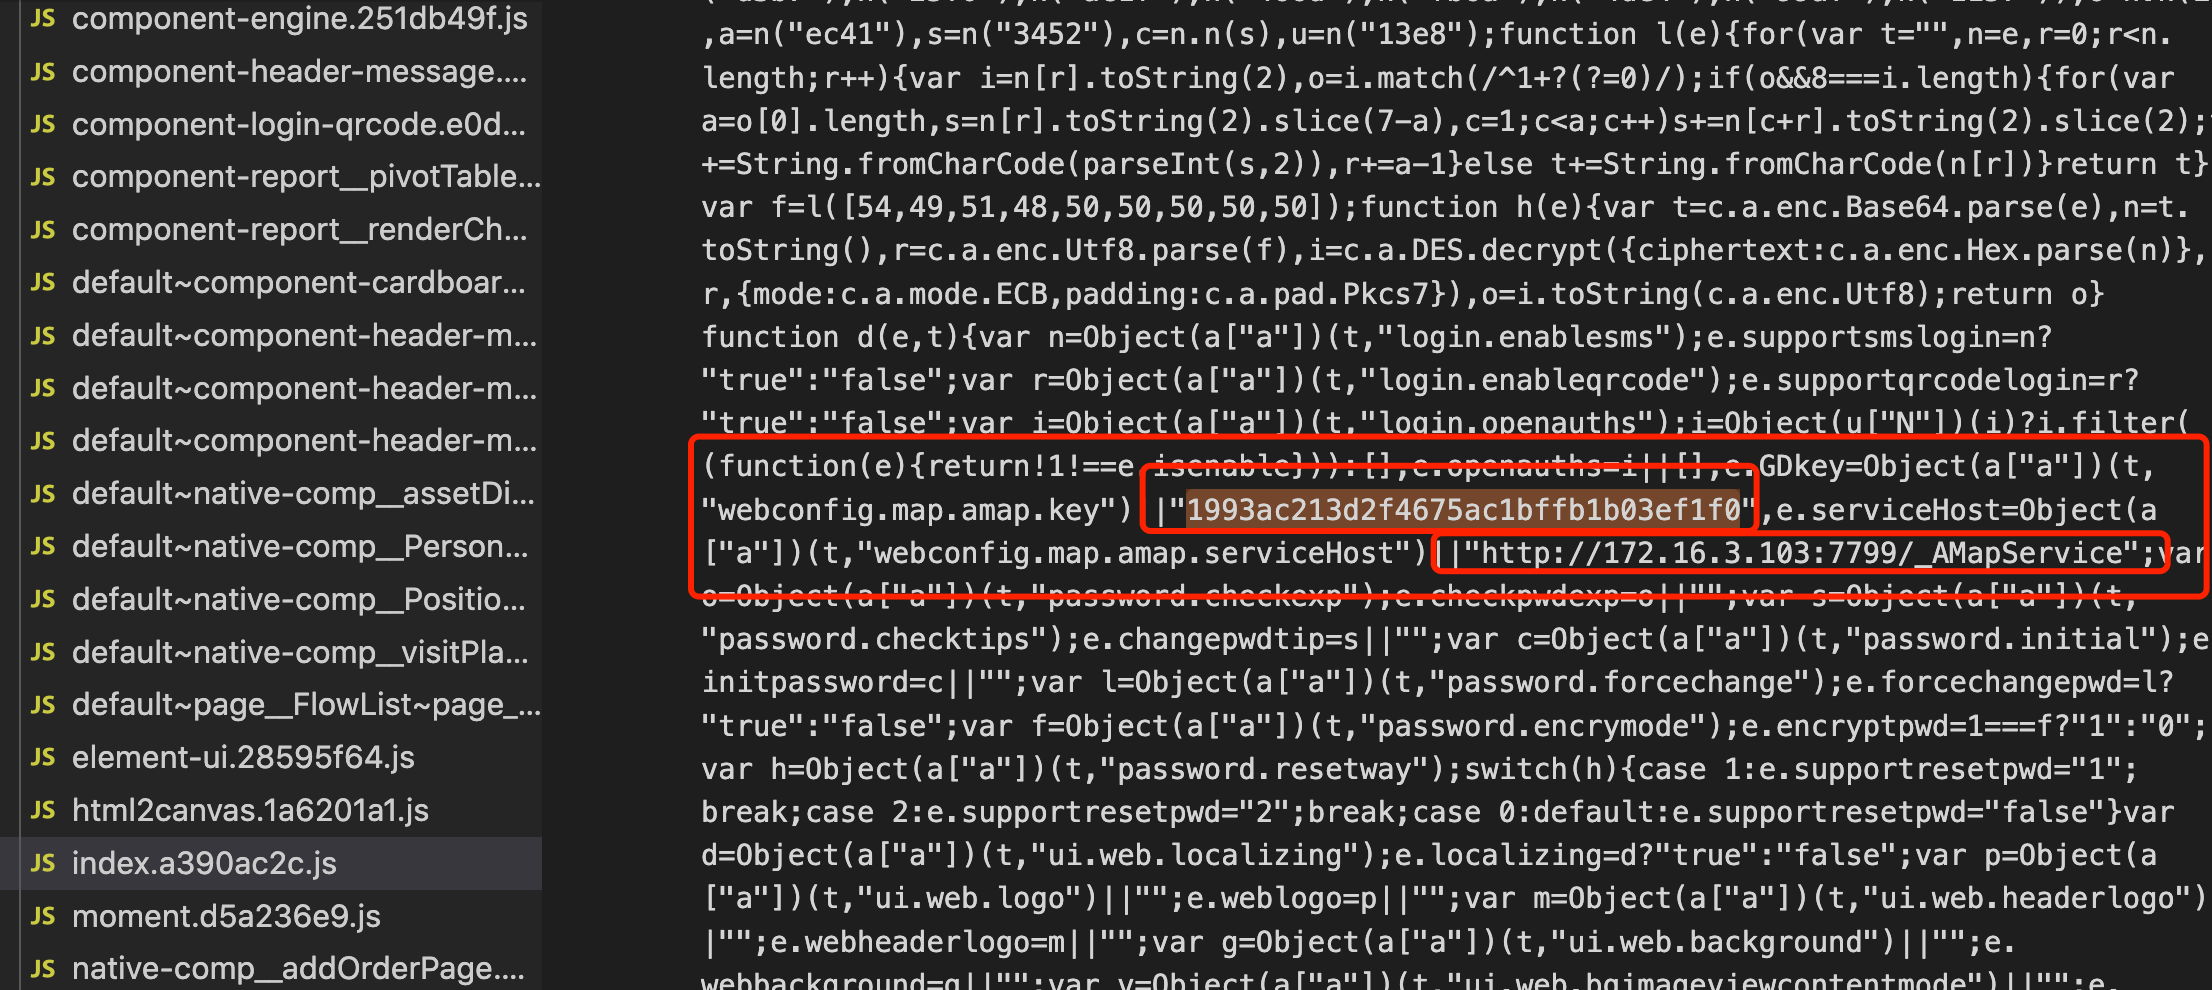 JS component-engine.251db49f.js
JS component-header-message....
JS component-login-qrcode.e0d...
JS component-report__pivotTable...
JS component-report__renderCh...
JS default~component-cardboar...
JS default~component-header-m...
JS default~component-header-m...
JS default~component-header-m...
JS default~native-comp__assetDi...
JS default~native-comp__Person...
JS default~native-comp__Positio...
JS default~native-comp__visitPla...
JS default~page__FlowList~page_...
JS element-ui.28595f64.js
JS html2canvas.1a6201a1.js
JS index.a390ac2c.js
JS moment.d5a236e9.js
JS native-comp__addOrderPage....
,a=n("ec41"),s=n("3452"),c=n.n(s),u=n("13e8");function l(e){for(var t="",n=e,r=0;r<n.
length;r++){var i=n[r].toString(2),o=i.match(/^1+?(?=0)/);if(o&&8===i.length){for(var
a=o[0].length,s=n[r].toString(2).slice(7-a),c=1;c<a;c++)s+=n[c+r].toString(2).slice(2);
+=String.fromCharCode(parseInt(s,2)),r+=a-1}else t+=String.fromCharCode(n[r])}return t}
var f=l([54,49,51,48,50,50,50,50,50]);function h(e){var t=c.a.enc.Base64.parse(e),n=t.
toString(),r=c.a.enc.Utf8.parse(f),i=c.a.DES.decrypt({ciphertext:c.a.enc.Hex.parse(n)},
r,{mode:c.a.mode.ECB,padding:c.a.pad.Pkcs7}),o=i.toString(c.a.enc.Utf8);return o}
function d(e,t){var n=Object(a["a"])(t,"login.enablesms");e.supportsmslogin=n?
"true":"false";var r=Object(a["a"])(t,"login.enableqrcode");e.supportqrcodelogin=r?
"true":"false";var i=Object(a["a"])(t,"login.openauths");i=Object(u["N"])(i)?i.filter(
(function(e){return!1!==e.isenable})):[],e.openauths=i||[],e.GDkey=Object(a["a"])(t,
"webconfig.map.amap.key")||"1993ac213d2f4675ac1bffb1b03ef1f0",e.serviceHost=Object(a
["a"])(t,"webconfig.map.amap.serviceHost")||"http://172.16.3.103:7799/_AMapService";var
o=Object(a["a"])(t,"password.checkexp");e.checkpwdexp=o||"";var s=Object(a["a"])(t,
"password.checktips");e.changepwdtip=s||"";var c=Object(a["a"])(t,"password.initial");e
initpassword=c||"";var l=Object(a["a"])(t,"password.forcechange");e.forcechangepwd=l?
"true":"false";var f=Object(a["a"])(t,"password.encrymode");e.encryptpwd=1===f?"1":"0";
var h=Object(a["a"])(t,"password.resetway");switch(h){case 1:e.supportresetpwd="1";
break;case 2:e.supportresetpwd="2";break;case 0:default:e.supportresetpwd="false"}var
d=Object(a["a"])(t,"ui.web.localizing");e.localizing=d?"true":"false";var p=Object(a
["a"])(t,"ui.web.logo")||"";e.weblogo=p||"";var m=Object(a["a"])(t,"ui.web.headerlogo")
|"";e.webheaderlogo=m||"";var g=Object(a["a"])(t,"ui.web.background")||"";e.
webbackground=g||"";var v=Object(a["a"])(t,"ui.web.bgimageviewcontentmode")||"";e.